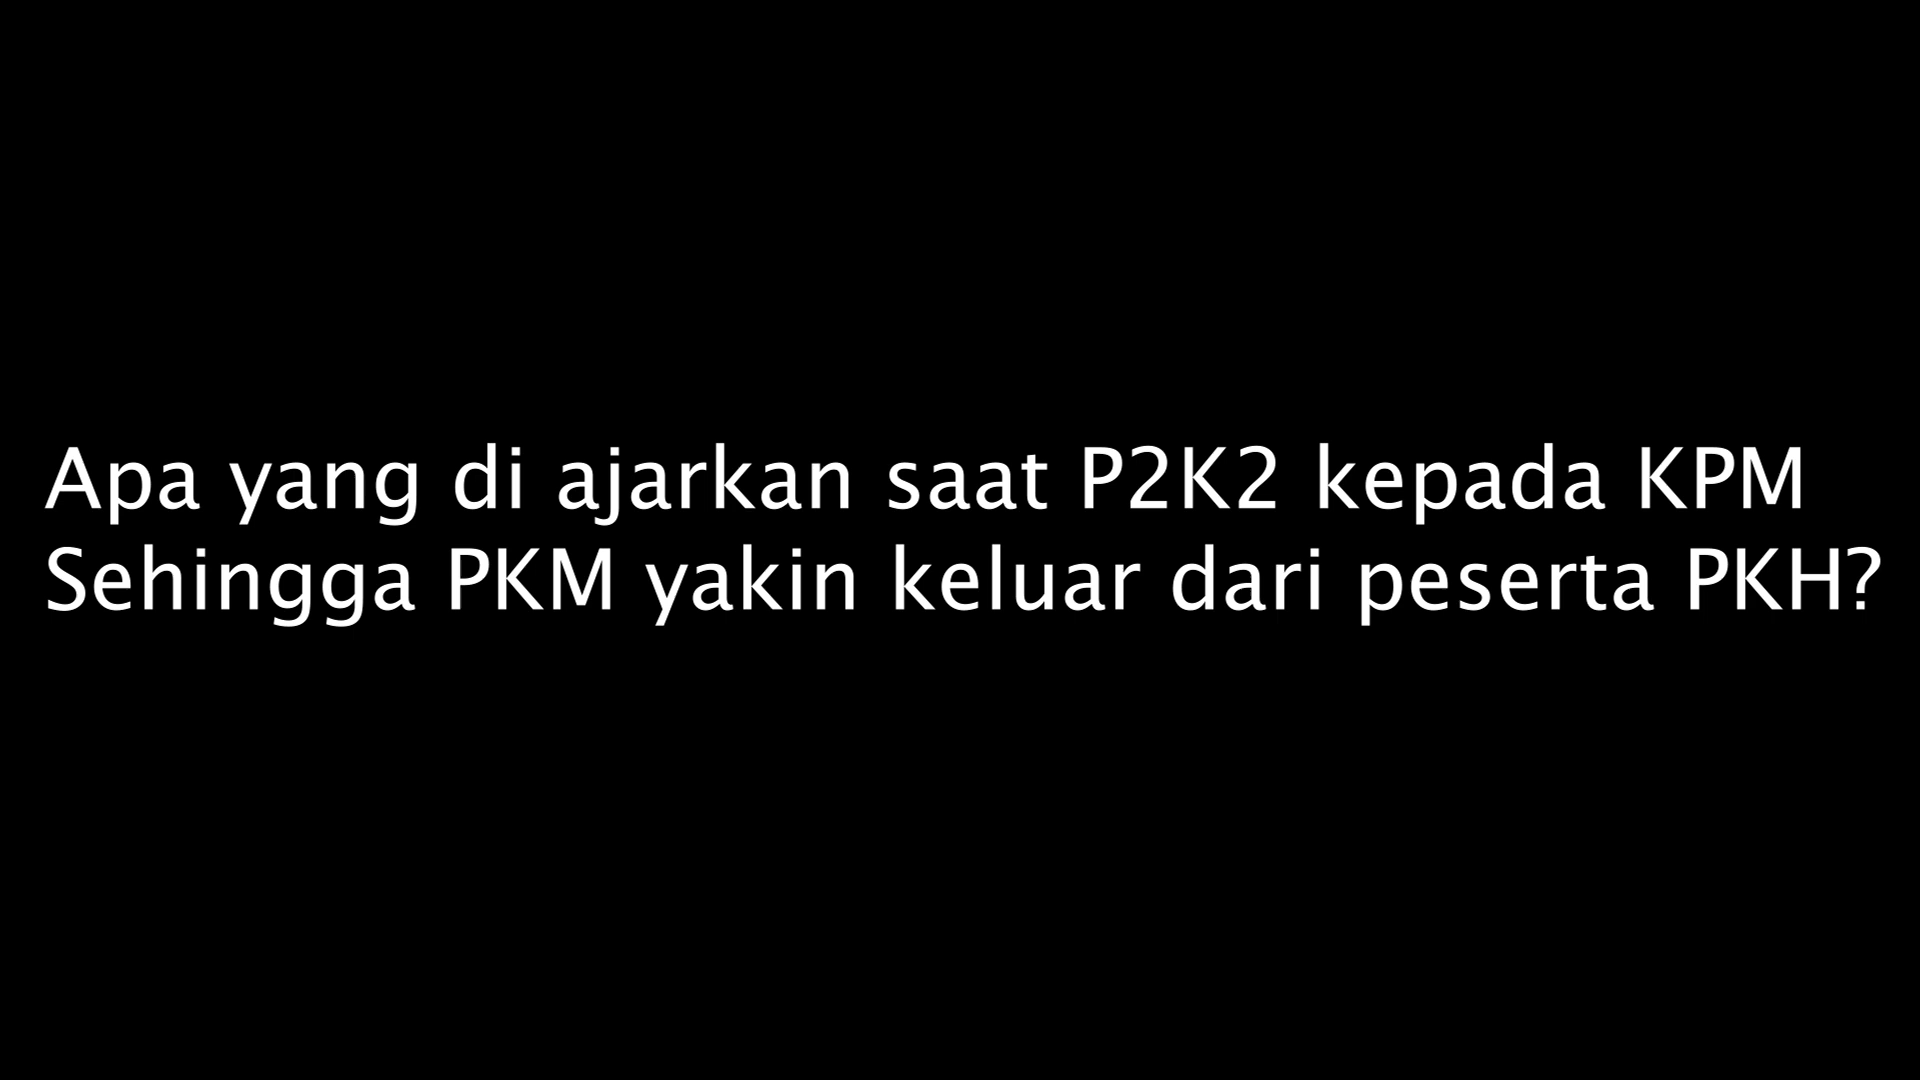 Apa yang di ajarkan saat P2K2 kepada KPM
Sehingga PKM yakin keluar dari peserta PKH?